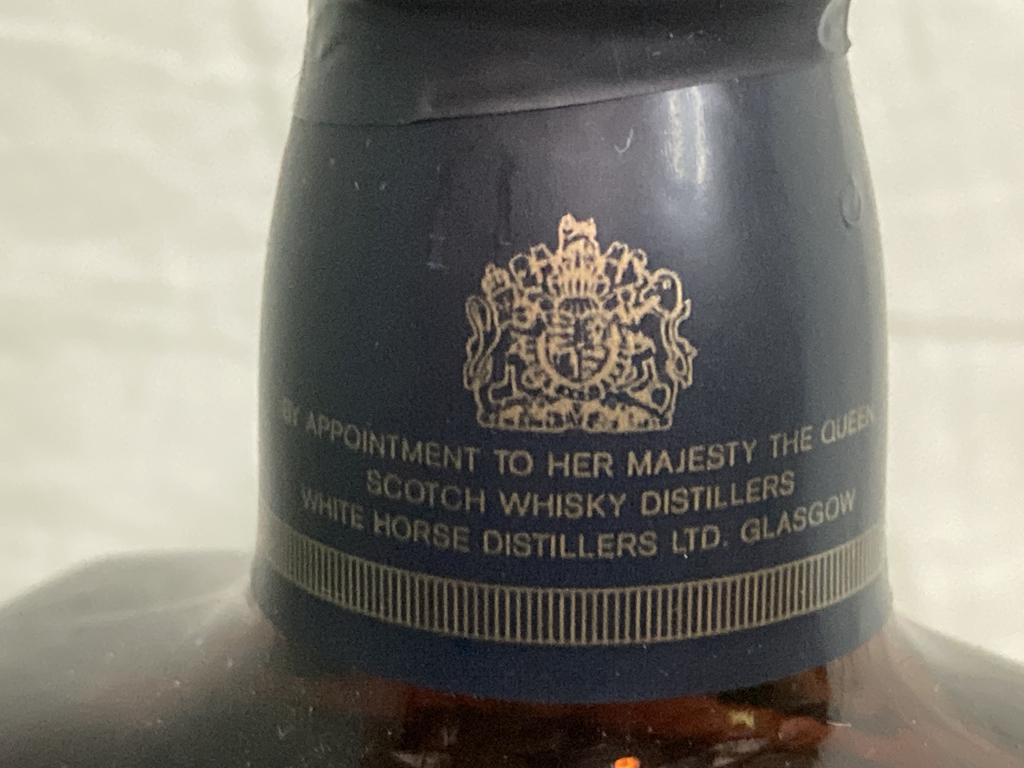 BY APPOINTMENT TO HER MAJESTY THE QUEEN
SCOTCH WHISKY DISTILLERS
WHITE HORSE DISTILLERS LTD. GLASGOW